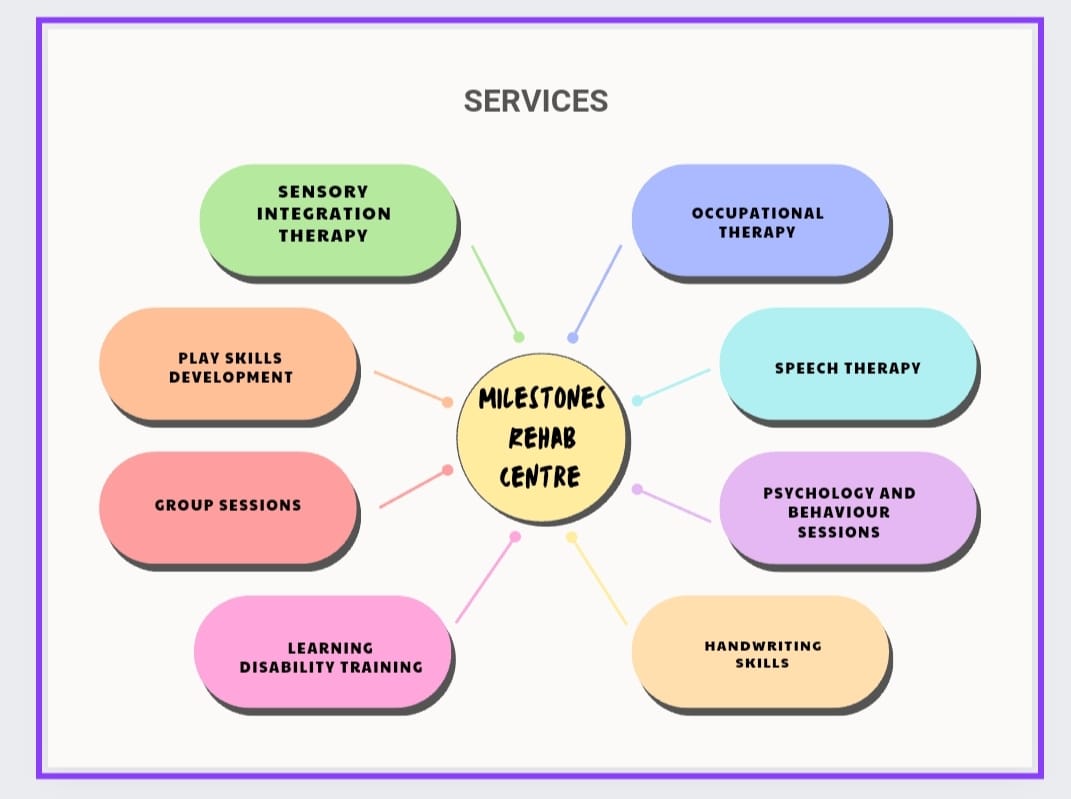 SERVICES
SENSORY
INTEGRATION
THERAPY
OCCUPATIONAL
THERAPY
PLAY SKILLS
DEVELOPMENT
SPEECH THERAPY
MILESTONES
REHAB
CENTRE
GROUP SESSIONS
PSYCHOLOGY AND
BEHAVIOUR
SESSIONS
LEARNING
DISABILITY TRAINING
HANDWRITING
SKILLS